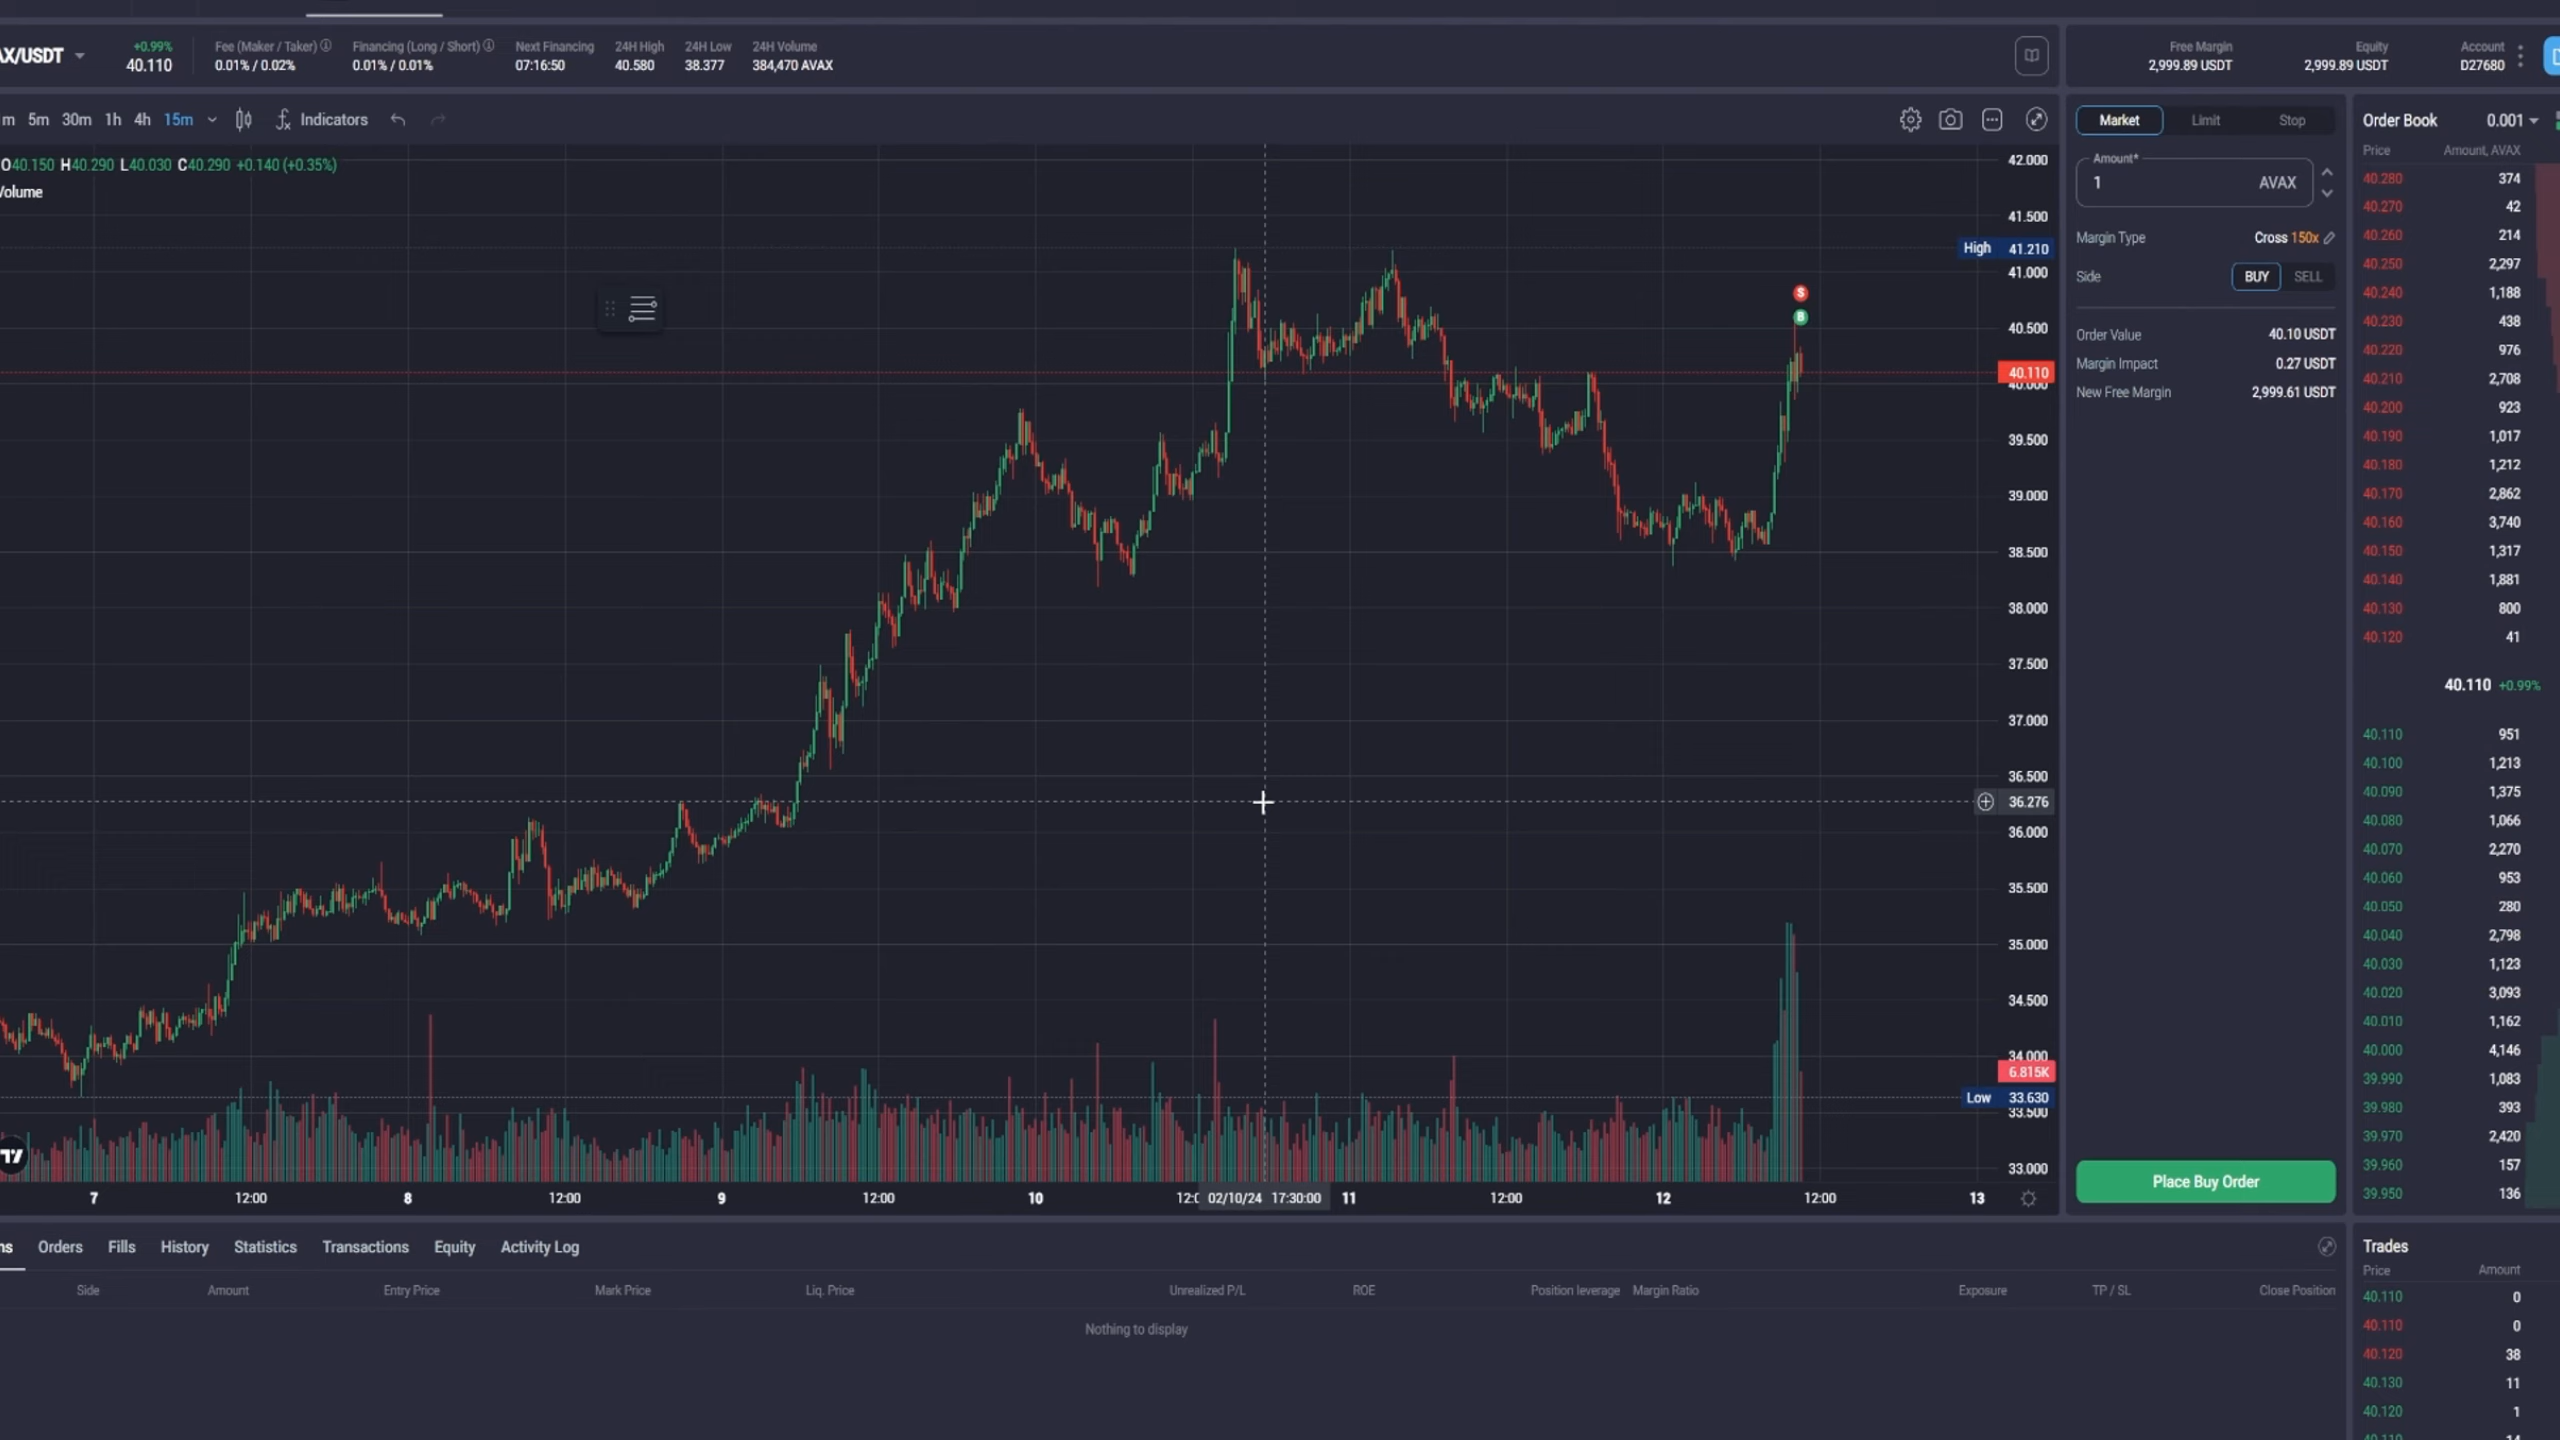 X/USDT
+0.99%
40.110
Fee (Maker / Taker)
0.01% / 0.02%
Financing (Long / Short)
0.01% / 0.01%
Next Financing
07:16:50
24H High
40.580
24H Low
38.377
24H Volume
384,470 AVAX
Free Margin
2,999.89 USDT
Equity
2,999.89 USDT
Account
D27680
m 5m 30m 1h 4h 15m Indicators
O40.150 H40.290 L40.030 C40.290 +0.140 (+0.35%)
Volume
42.000
41.500
High 41.210
41.000
40.500
40.110
40.000
39.500
39.000
38.500
38.000
37.500
37.000
36.500
36.276
36.000
35.500
35.000
34.500
34.000
6.815K
Low 33.630
33.500
33.000
S
B
7 12:00 8 12:00 9 12:00 10 12:0 02/10/24 17:30:00 11 12:00 12 12:00 13
Market Limit Stop
Amount*
1 AVAX
Margin Type Cross 150x
Side BUY SELL
Order Value 40.10 USDT
Margin Impact 0.27 USDT
New Free Margin 2,999.61 USDT
Place Buy Order
Order Book 0.001
Price Amount, AVAX
40.280 374
40.270 42
40.260 214
40.250 2,297
40.240 1,188
40.230 438
40.220 976
40.210 2,708
40.200 923
40.190 1,017
40.180 1,212
40.170 2,862
40.160 3,740
40.150 1,317
40.140 1,881
40.130 800
40.120 41
40.110 +0.99%
40.110 951
40.100 1,213
40.090 1,375
40.080 1,066
40.070 2,270
40.060 953
40.050 280
40.040 2,798
40.030 1,123
40.020 3,093
40.010 1,162
40.000 4,146
39.990 1,083
39.980 393
39.970 2,420
39.960 157
39.950 136
ns Orders Fills History Statistics Transactions Equity Activity Log
Side Amount Entry Price Mark Price Liq. Price Unrealized P/L ROE Position leverage Margin Ratio Exposure TP / SL Close Position
Nothing to display
Trades
Price Amount
40.110 0
40.110 0
40.120 38
40.130 11
40.120 1